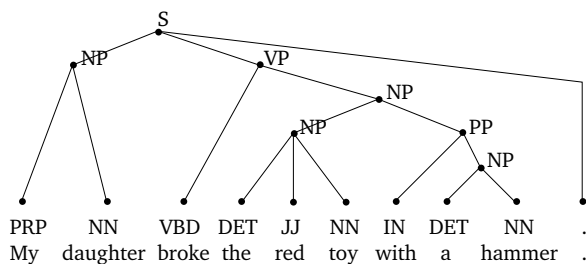 S
NP VP
NP
NP PP
NP
PRP NN VBD DET JJ NN IN DET NN .
My daughter broke the red toy with a hammer .